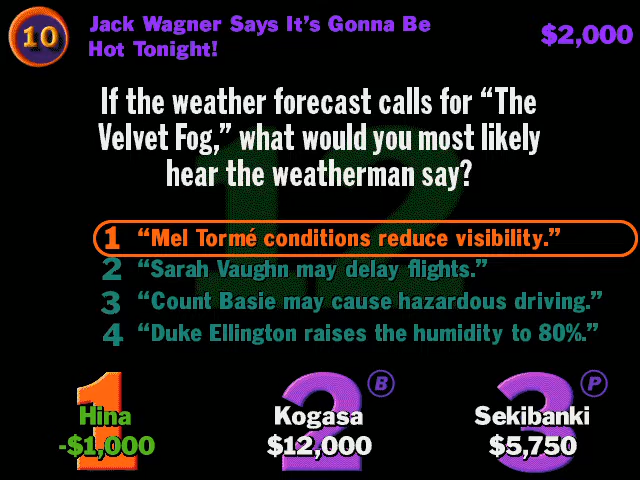 10
Jack Wagner Says It's Gonna Be
Hot Tonight!
$2,000
If the weather forecast calls for “The
Velvet Fog,” what would you most likely
hear the weatherman say?
12
1 “Mel Tormé conditions reduce visibility.”
2 “Sarah Vaughn may delay flights.”
3 “Count Basie may cause hazardous driving.”
4 “Duke Ellington raises the humidity to 80%.”
1 2 B 3 P
Hina Kogasa Sekibanki
-$1,000 $12,000 $5,750